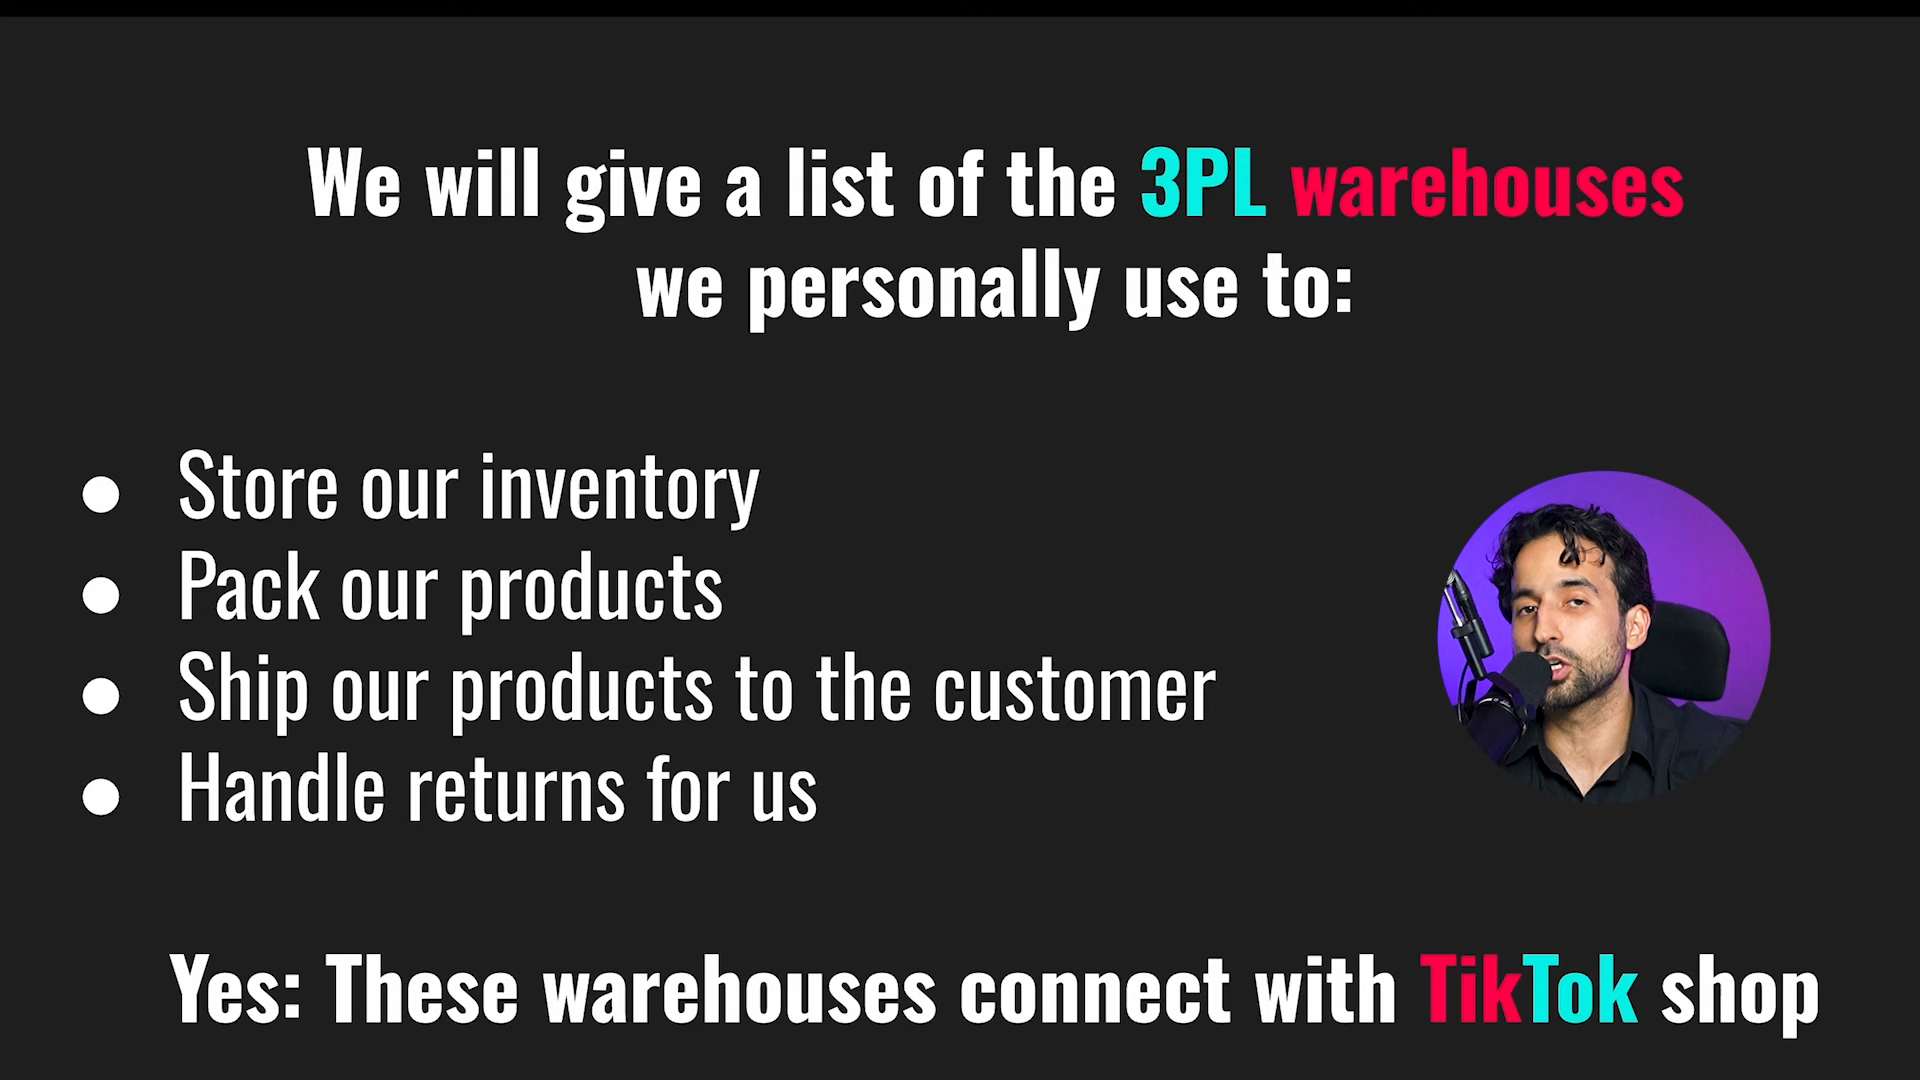 We will give a list of the 3PL warehouses
we personally use to:
● Store our inventory
● Pack our products
● Ship our products to the customer
● Handle returns for us
Yes: These warehouses connect with TikTok shop